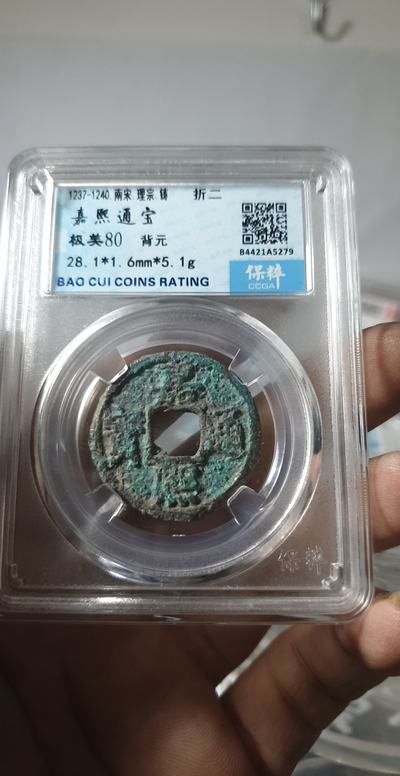 1237-1240 南宋.理宗.铸 折二
嘉熙通宝
极美80 背元
28.1*1.6mm*5.1g
BAO CUI COINS RATING
B4421A5279
保粹
CCGA
保粹